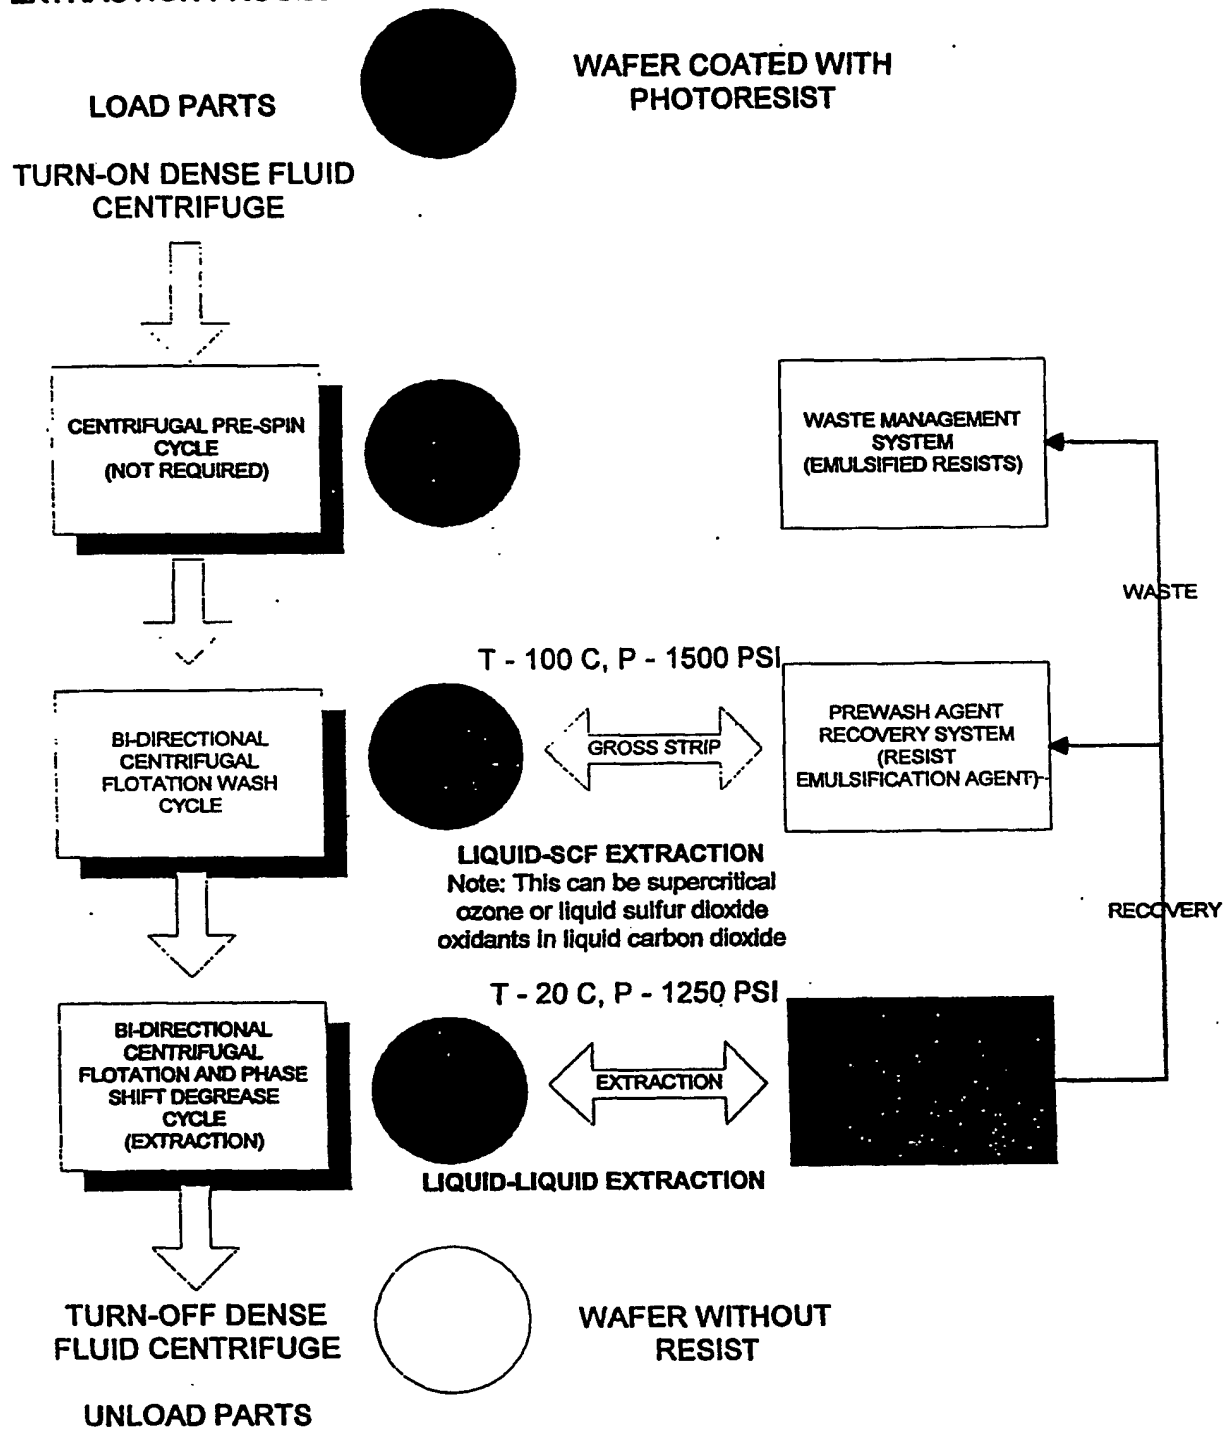 WAFER COATED WITH
PHOTORESIST
LOAD PARTS
TURN-ON DENSE FLUID
CENTRIFUGE
CENTRIFUGAL PRE-SPIN
CYCLE
(NOT REQUIRED)
WASTE MANAGEMENT
SYSTEM
(EMULSIFIED RESISTS)
WASTE
T - 100 C, P - 1500 PSI
BI-DIRECTIONAL
CENTRIFUGAL
FLOTATION WASH
CYCLE
GROSS STRIP
PREWASH AGENT
RECOVERY SYSTEM
(RESIST
EMULSIFICATION AGENT)
LIQUID-SCF EXTRACTION
Note: This can be supercritical
ozone or liquid sulfur dioxide
oxidants in liquid carbon dioxide
RECOVERY
T - 20 C, P - 1250 PSI
BI-DIRECTIONAL
CENTRIFUGAL
FLOTATION AND PHASE
SHIFT DEGREASE
CYCLE
(EXTRACTION)
EXTRACTION
LIQUID-LIQUID EXTRACTION
TURN-OFF DENSE
FLUID CENTRIFUGE
WAFER WITHOUT
RESIST
UNLOAD PARTS